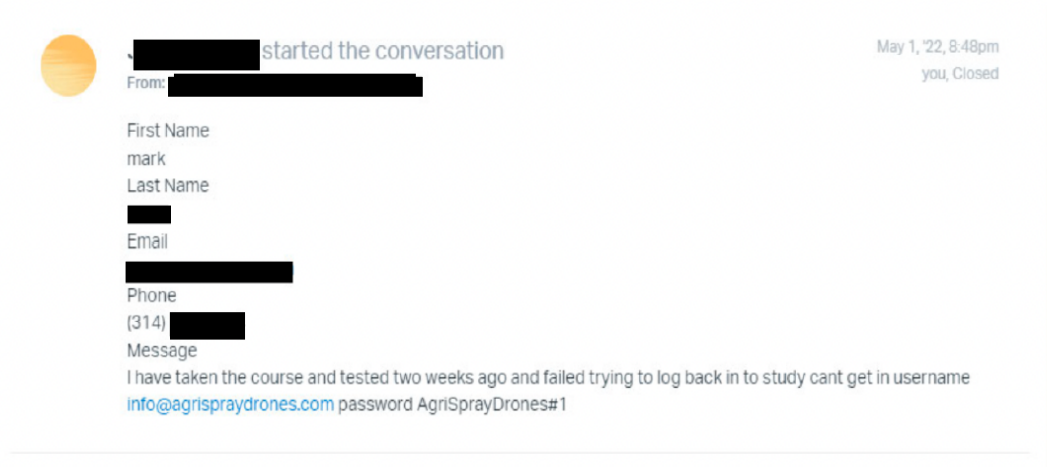 started the conversation
May 1, '22, 8:48pm
From:
you, Closed
First Name
mark
Last Name
Email
Phone
(314)
Message
I have taken the course and tested two weeks ago and failed trying to log back in to study cant get in username
info@agrispraydrones.com password AgriSprayDrones#1